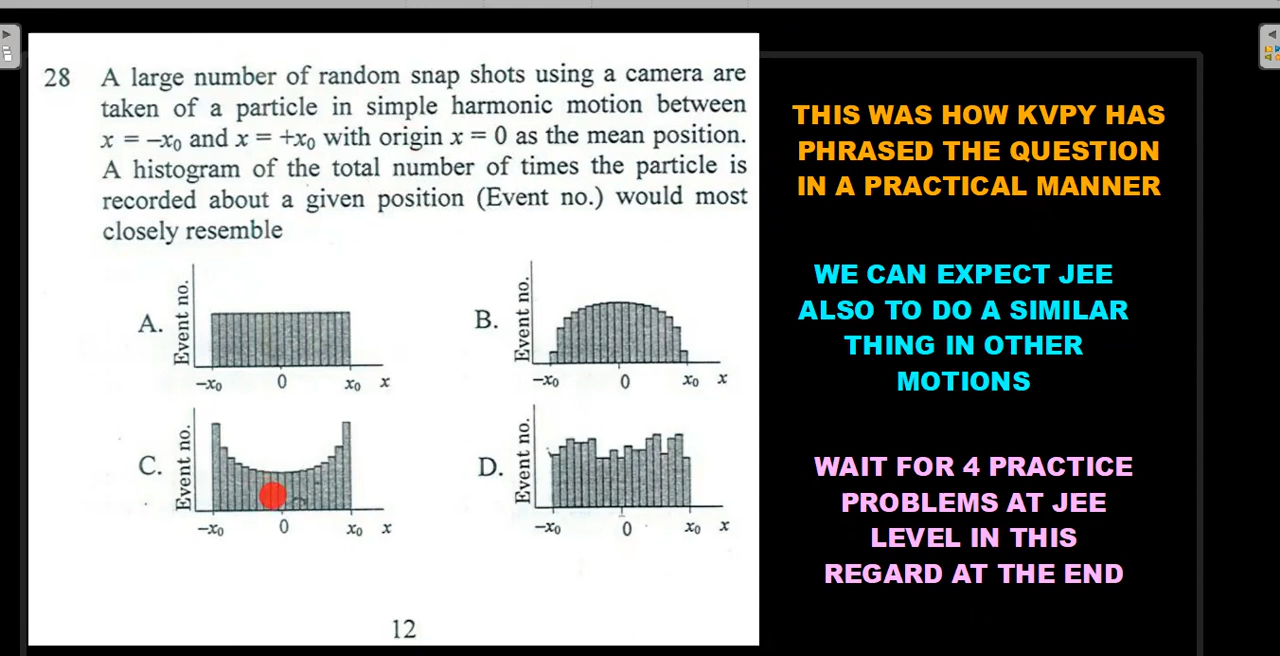 28 A large number of random snap shots using a camera are
taken of a particle in simple harmonic motion between
x = –x₀ and x = +x₀ with origin x = 0 as the mean position.
A histogram of the total number of times the particle is
recorded about a given position (Event no.) would most
closely resemble
A.
Event no.
–x₀ 0 x₀ x
B.
Event no.
–x₀ 0 x₀ x
C.
Event no.
–x₀ 0 x₀ x
D.
Event no.
–x₀ 0 x₀ x
12
THIS WAS HOW KVPY HAS
PHRASED THE QUESTION
IN A PRACTICAL MANNER
WE CAN EXPECT JEE
ALSO TO DO A SIMILAR
THING IN OTHER
MOTIONS
WAIT FOR 4 PRACTICE
PROBLEMS AT JEE
LEVEL IN THIS
REGARD AT THE END